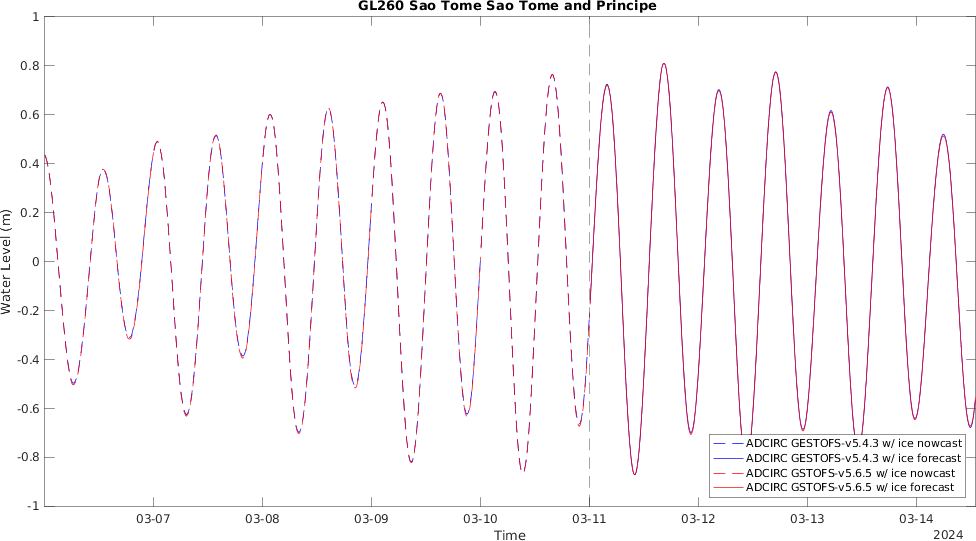 GL260 Sao Tome Sao Tome and Principe
1
0.8
0.6
0.4
0.2
0
-0.2
-0.4
-0.6
-0.8
-1
Water Level (m)
ADCIRC GESTOFS-v5.4.3 w/ ice nowcast
ADCIRC GESTOFS-v5.4.3 w/ ice forecast
ADCIRC GSTOFS-v5.6.5 w/ ice nowcast
ADCIRC GSTOFS-v5.6.5 w/ ice forecast
03-07 03-08 03-09 03-10 03-11 03-12 03-13 03-14
Time
2024